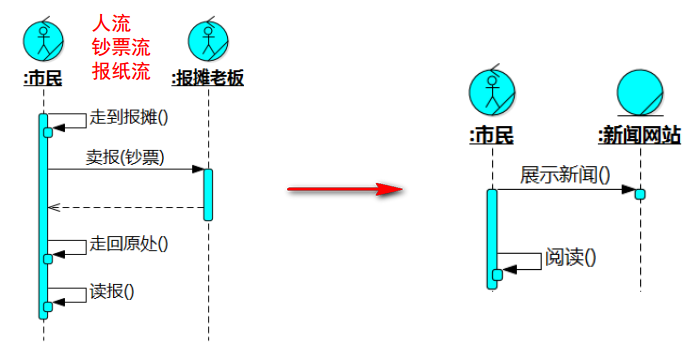 人流
钞票流
报纸流
:市民
:报摊老板
走到报摊()
卖报(钞票)
走回原处()
读报()
:市民
:新闻网站
展示新闻()
阅读()